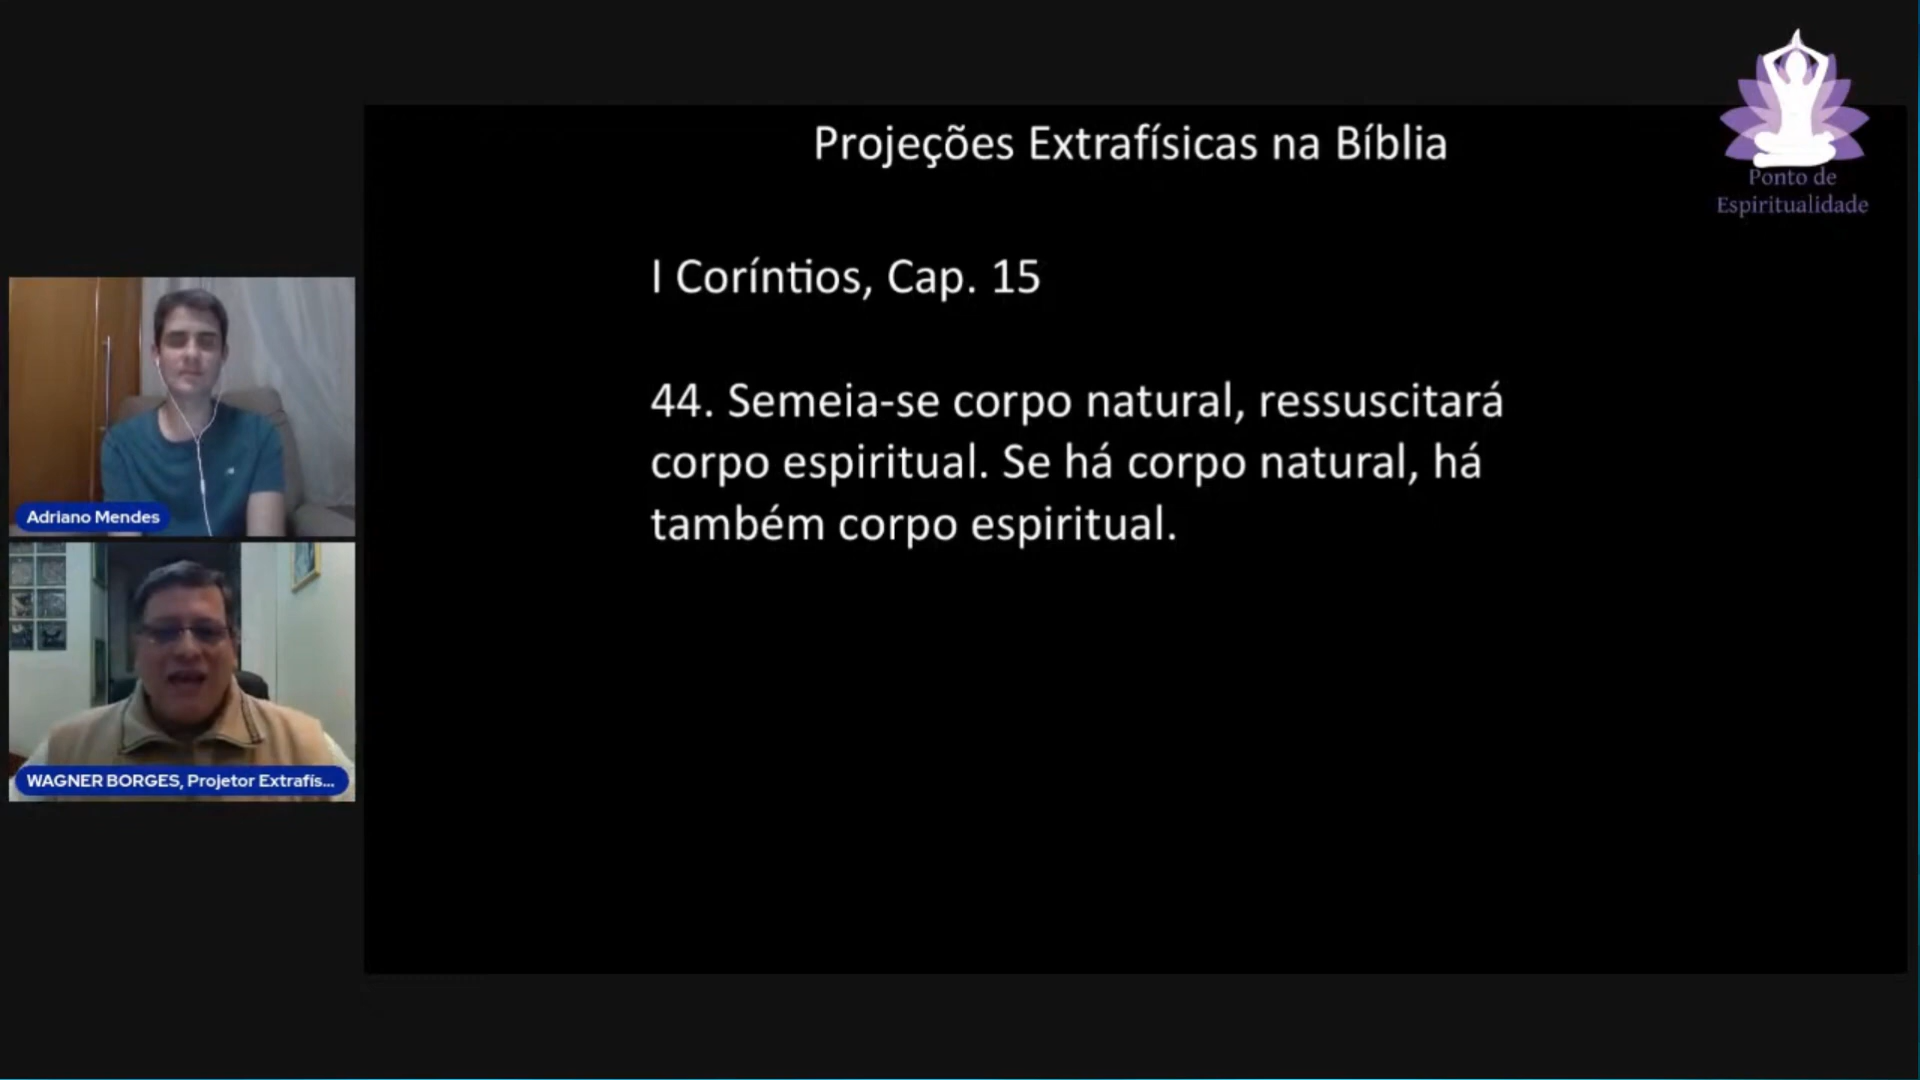 Projeções Extrafísicas na Bíblia
Ponto de
Espiritualidade
I Coríntios, Cap. 15
44. Semeia-se corpo natural, ressuscitará
corpo espiritual. Se há corpo natural, há
também corpo espiritual.
Adriano Mendes
WAGNER BORGES, Projetor Extrafís...